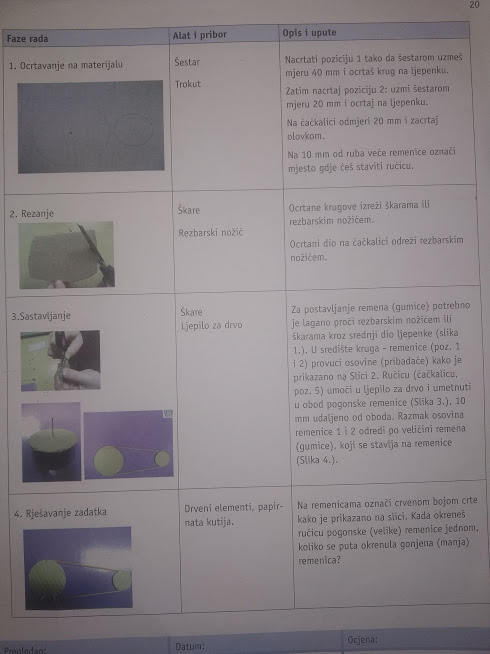 20
Faze rada
Alat i pribor
Opis i upute
1. Ocrtavanje na materijalu
Šestar
Trokut
Nacrtati poziciju 1 tako da šestarom uzmeš
mjeru 40 mm i ocrtaš krug na ljepenku.
Zatim nacrtaj poziciju 2: uzmi šestarom
mjeru 20 mm i ocrtaj na ljepenku.
Na čačkalici odmjeri 20 mm i zacrtaj
olovkom.
Na 10 mm od ruba veće remenice označi
mjesto gdje ćeš staviti ručicu.
2. Rezanje
Škare
Rezbarski nožić
Ocrtane krugove izreži škarama ili
rezbarskim nožićem.
Ocrtani dio na čačkalici odreži rezbarskim
nožićem.
3.Sastavljanje
Škare
Ljepilo za drvo
Za postavljanje remena (gumice) potrebno
je lagano proći rezbarskim nožićem ili
škarama kroz srednji dio ljepenke (slika
1.). U središte kruga - remenice (poz. 1
i 2) provuci osovine (pribadače) kako je
prikazano na Slici 2. Ručicu (čačkalicu,
poz. 5) umoči u ljepilo za drvo i umetnuti
u obod pogonske remenice (Slika 3.), 10
mm udaljeno od oboda. Razmak osovina
remenice 1 i 2 odredi po veličini remena
(gumice), koji se stavlja na remenice
(Slika 4.).
4. Rješavanje zadatka
Drveni elementi, papir-
nata kutija.
Na remenicama označi crvenom bojom crte
kako je prikazano na slici. Kada okreneš
ručicu pogonske (velike) remenice jednom,
koliko se puta okrenula gonjena (manja)
remenica?
Pregledan:
Datum:
Ocjena: